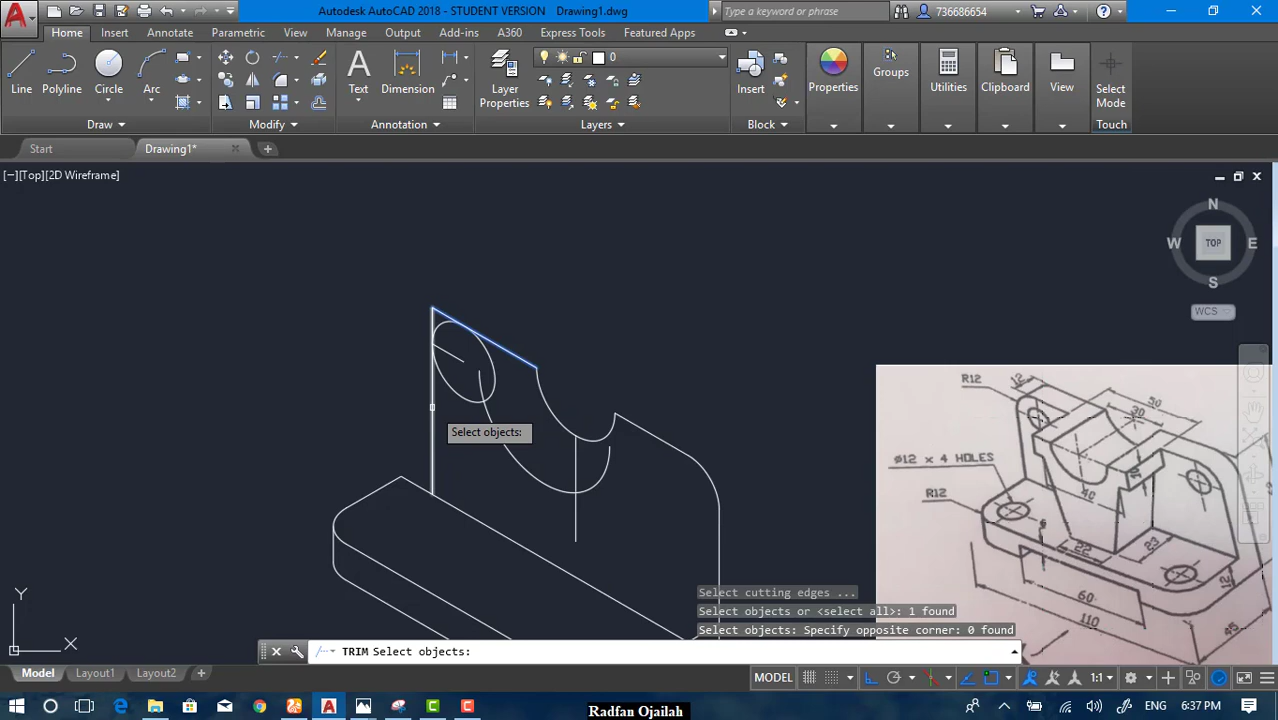 Autodesk AutoCAD 2018 - STUDENT VERSION Drawing1.dwg
Type a keyword or phrase
736686654
Home Insert Annotate Parametric View Manage Output Add-ins A360 Express Tools Featured Apps
0
Line Polyline Circle Arc Text Dimension Layer Properties Insert Properties Groups Utilities Clipboard View Select Mode
Draw Modify Annotation Layers Block Touch
Start Drawing1*
[−][Top][2D Wireframe]
N
W TOP E
S
WCS
R12
12
50
30
Ø12 x 4 HOLES
R12
40
6
22
23
12
60
110
45
Select objects:
Select cutting edges ...
Select objects or <select all>: 1 found
Select objects: Specify opposite corner: 0 found
Y
X
TRIM Select objects:
Model Layout1 Layout2
MODEL 1:1
Radfan Ojailah
6:37 PM